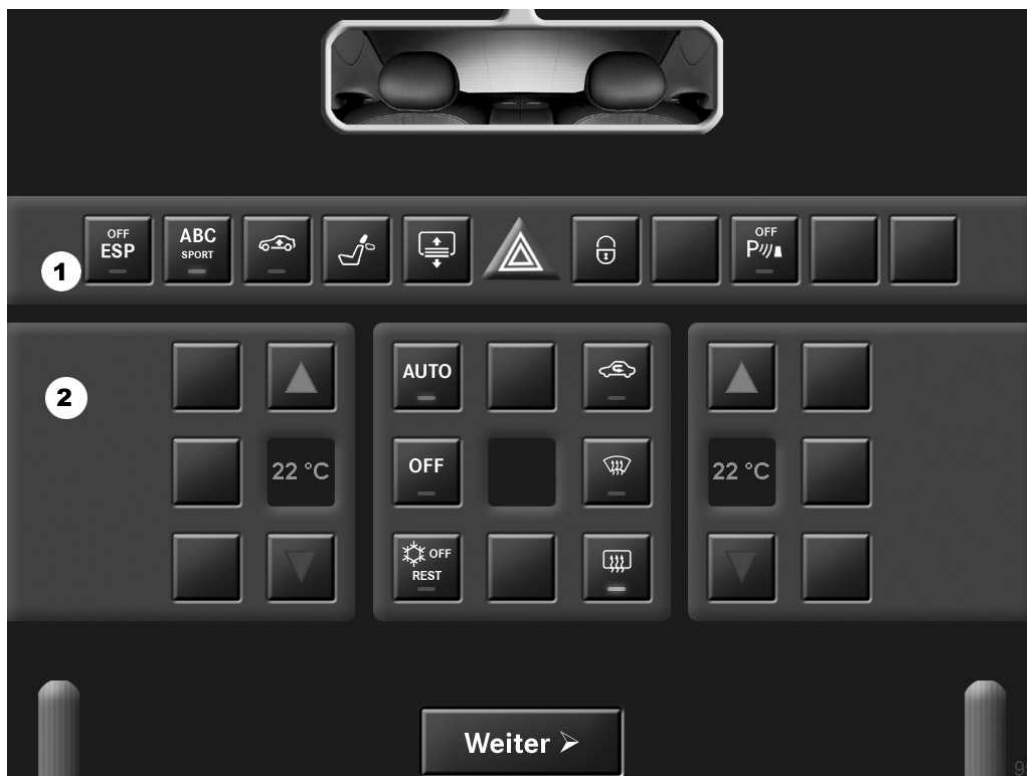 OFF
ESP
ABC
SPORT
OFF
P
1
2
AUTO
22 °C
OFF
22 °C
OFF
REST
Weiter